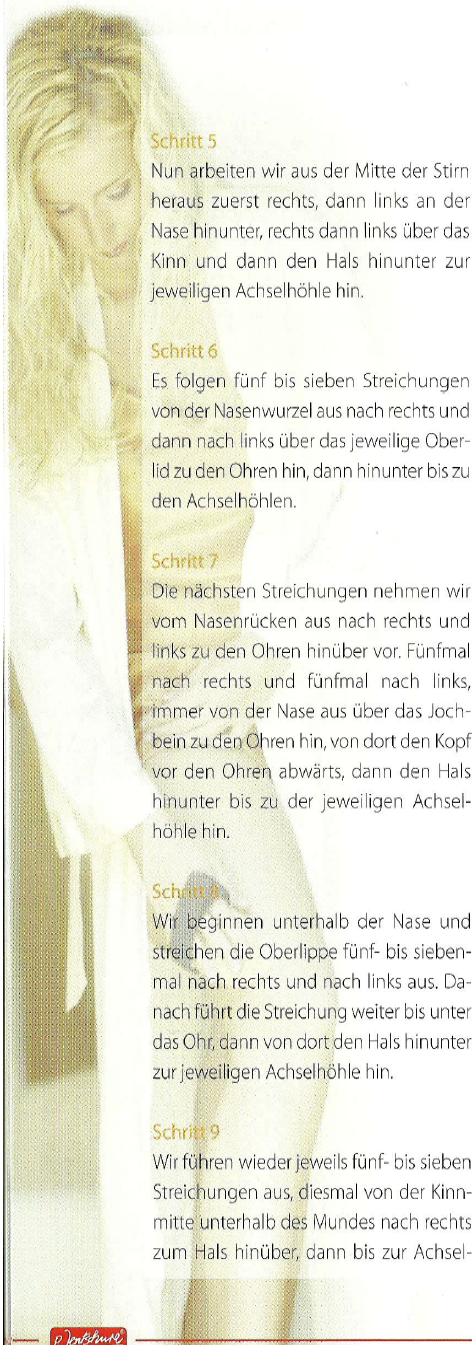 Schritt 5
Nun arbeiten wir aus der Mitte der Stirn
heraus zuerst rechts, dann links an der
Nase hinunter, rechts dann links über das
Kinn und dann den Hals hinunter zur
jeweiligen Achselhöhle hin.
Schritt 6
Es folgen fünf bis sieben Streichungen
von der Nasenwurzel aus nach rechts und
dann nach links über das jeweilige Ober-
lid zu den Ohren hin, dann hinunter bis zu
den Achselhöhlen.
Schritt 7
Die nächsten Streichungen nehmen wir
vom Nasenrücken aus nach rechts und
links zu den Ohren hinüber vor. Fünfmal
nach rechts und fünfmal nach links,
immer von der Nase aus über das Joch-
bein zu den Ohren hin, von dort den Kopf
vor den Ohren abwärts, dann den Hals
hinunter bis zu der jeweiligen Achsel-
höhle hin.
Schritt 8
Wir beginnen unterhalb der Nase und
streichen die Oberlippe fünf- bis sieben-
mal nach rechts und nach links aus. Da-
nach führt die Streichung weiter bis unter
das Ohr, dann von dort den Hals hinunter
zur jeweiligen Achselhöhle hin.
Schritt 9
Wir führen wieder jeweils fünf- bis sieben
Streichungen aus, diesmal von der Kinn-
mitte unterhalb des Mundes nach rechts
zum Hals hinüber, dann bis zur Achsel-
P. Jentschura